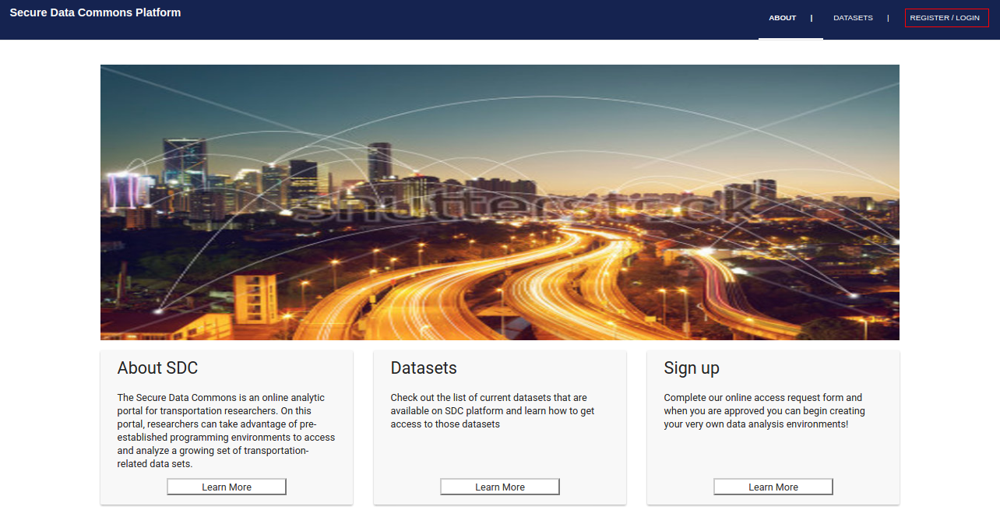 Secure Data Commons Platform
ABOUT | DATASETS | REGISTER / LOGIN
shutterstock
About SDC
The Secure Data Commons is an online analytic
portal for transportation researchers. On this
portal, researchers can take advantage of pre-
established programming environments to access
and analyze a growing set of transportation-
related data sets.
Learn More
Datasets
Check out the list of current datasets that are
available on SDC platform and learn how to get
access to those datasets
Learn More
Sign up
Complete our online access request form and
when you are approved you can begin creating
your very own data analysis environments!
Learn More